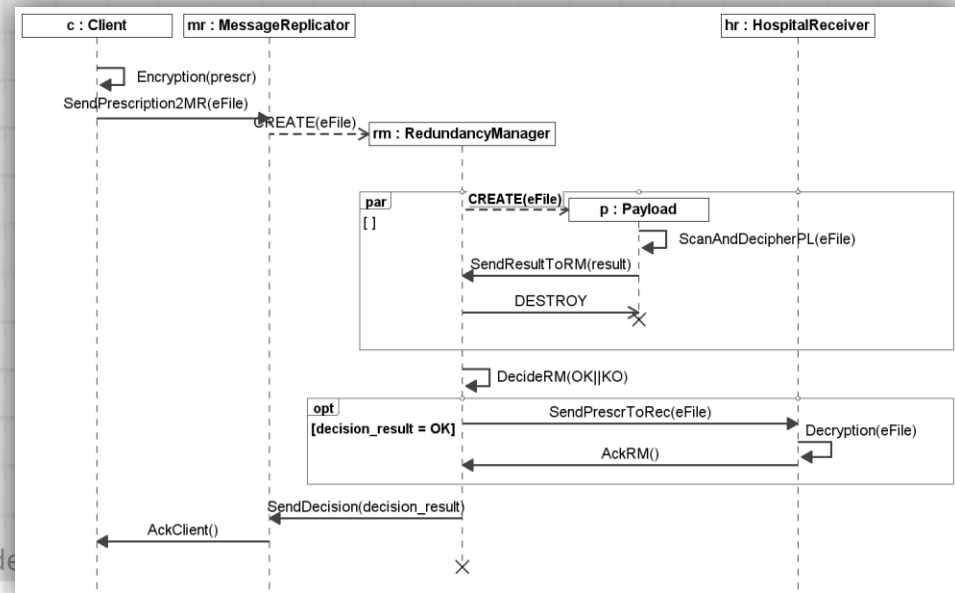 c : Client
mr : MessageReplicator
hr : HospitalReceiver
Encryption(prescr)
SendPrescription2MR(eFile)
CREATE(eFile)
rm : RedundancyManager
par
CREATE(eFile)
p : Payload
[ ]
ScanAndDecipherPL(eFile)
SendResultToRM(result)
DESTROY
DecideRM(OK||KO)
opt
SendPrescrToRec(eFile)
[decision_result = OK]
Decryption(eFile)
AckRM()
SendDecision(decision_result)
AckClient()